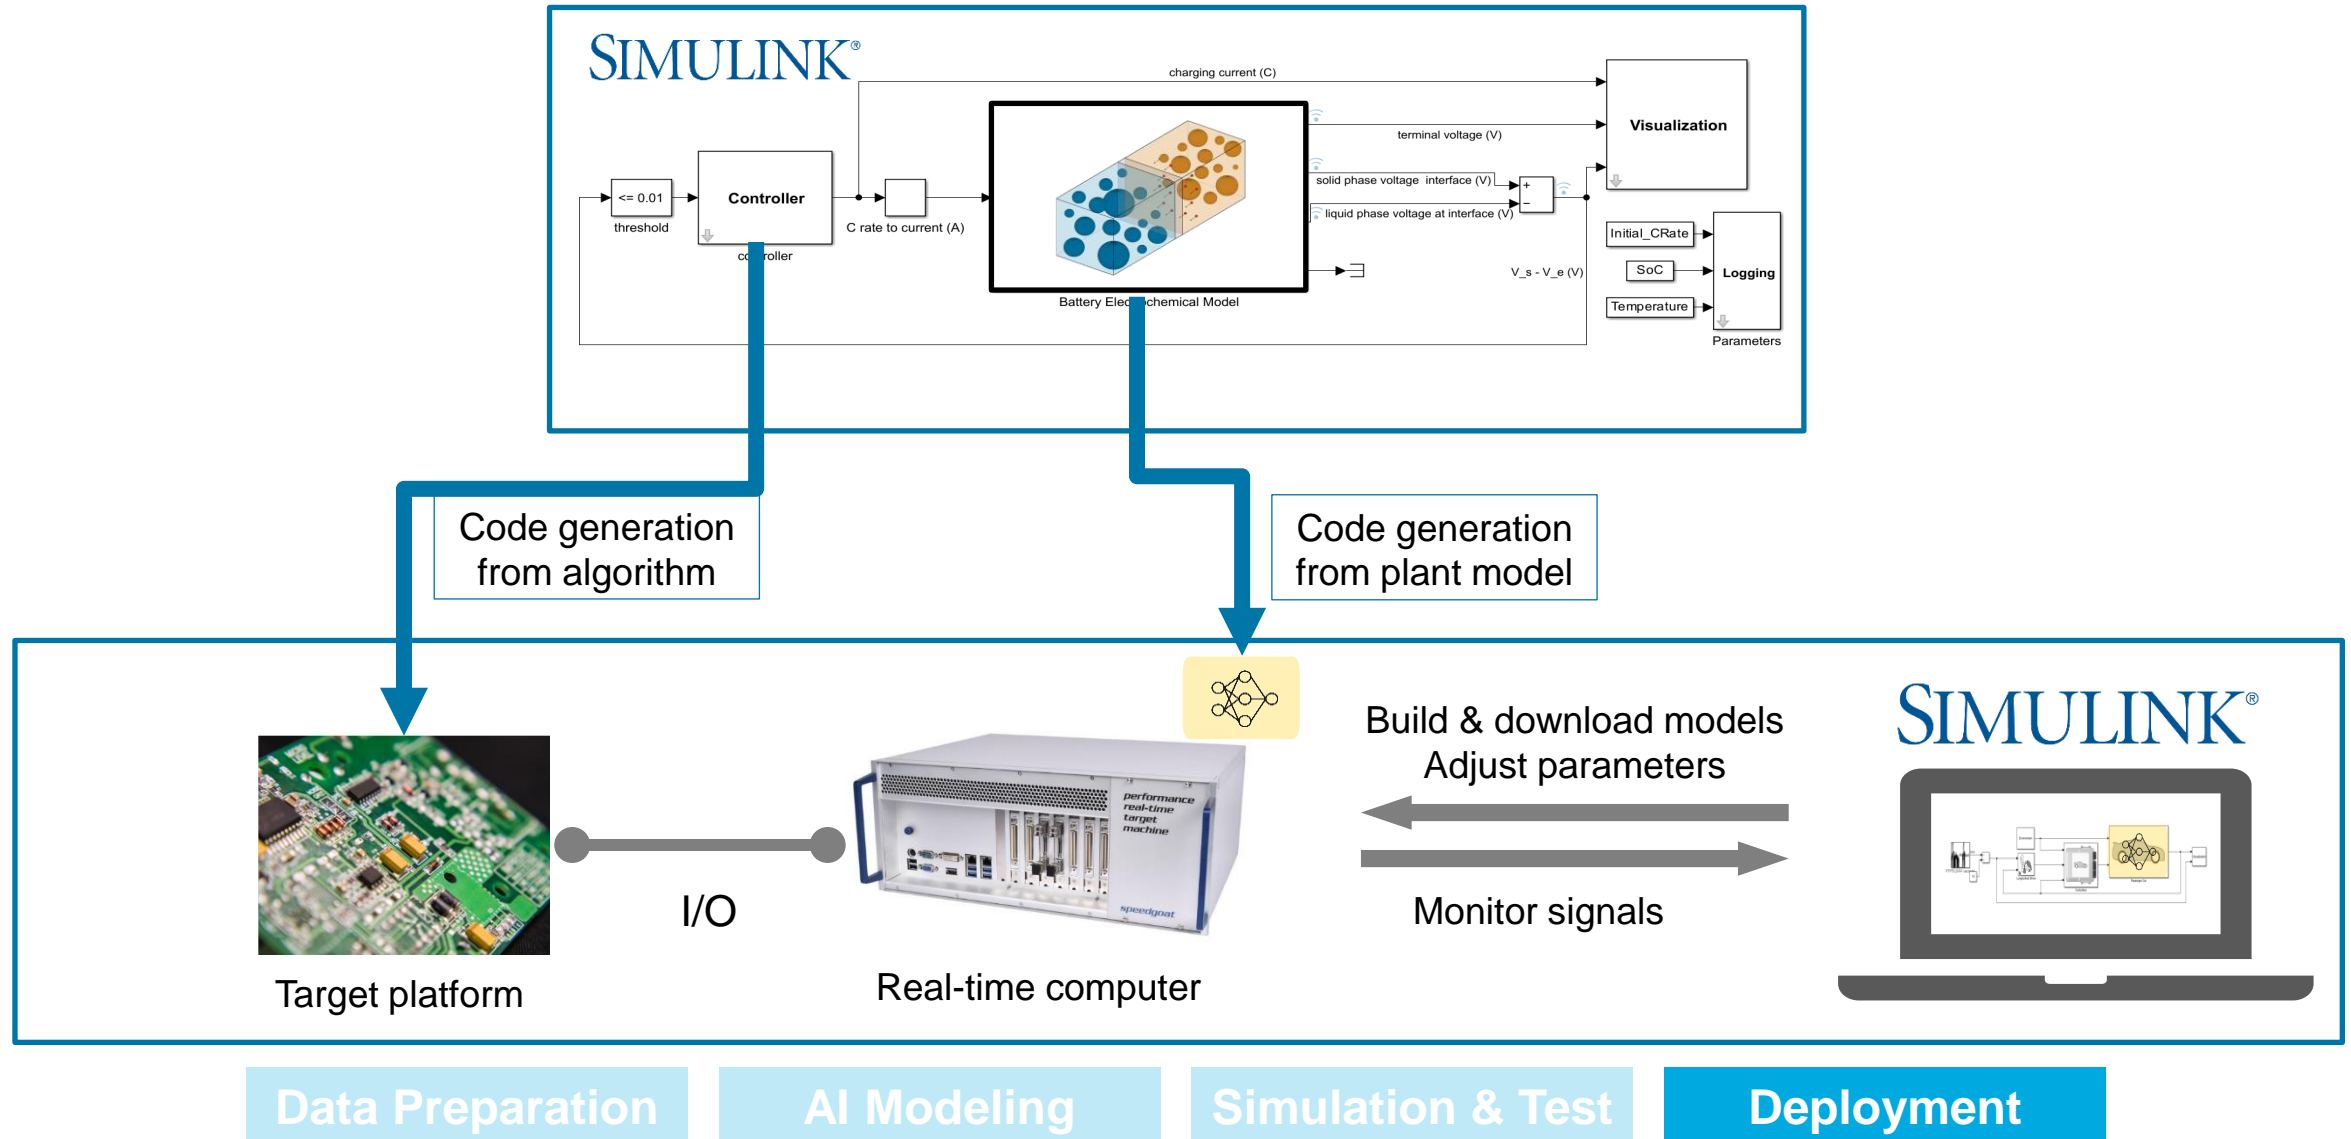 SIMULINK®
charging current (C)
terminal voltage (V)
Visualization
<= 0.01
threshold
Controller
controller
C rate to current (A)
Battery Electrochemical Model
solid phase voltage interface (V)
liquid phase voltage at interface (V)
+
−
V_s - V_e (V)
Initial_CRate
SoC
Temperature
Logging
Parameters
Code generation
from algorithm
Code generation
from plant model
Target platform
I/O
performance
real-time
target
machine
speedgoat
Real-time computer
Build & download models
Adjust parameters
Monitor signals
SIMULINK®
Data Preparation
AI Modeling
Simulation & Test
Deployment